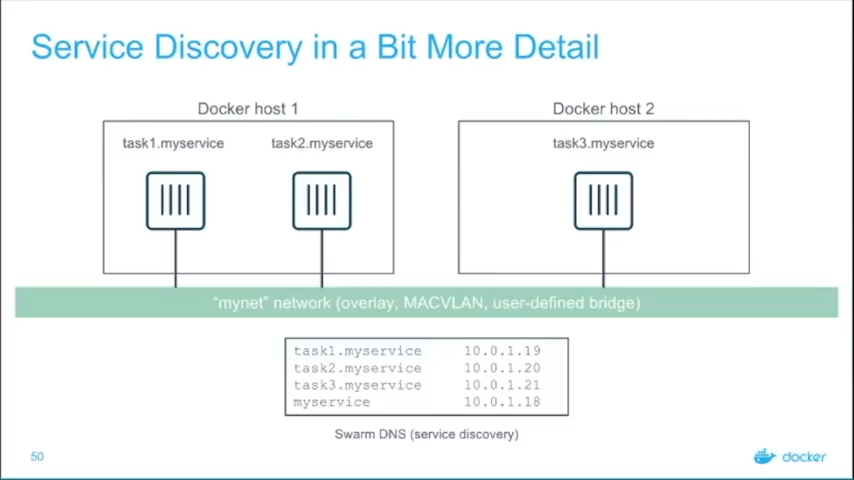 Service Discovery in a Bit More Detail
Docker host 1
Docker host 2
task1.myservice
task2.myservice
task3.myservice
“mynet” network (overlay, MACVLAN, user-defined bridge)
task1.myservice 10.0.1.19
task2.myservice 10.0.1.20
task3.myservice 10.0.1.21
myservice 10.0.1.18
Swarm DNS (service discovery)
50
docker